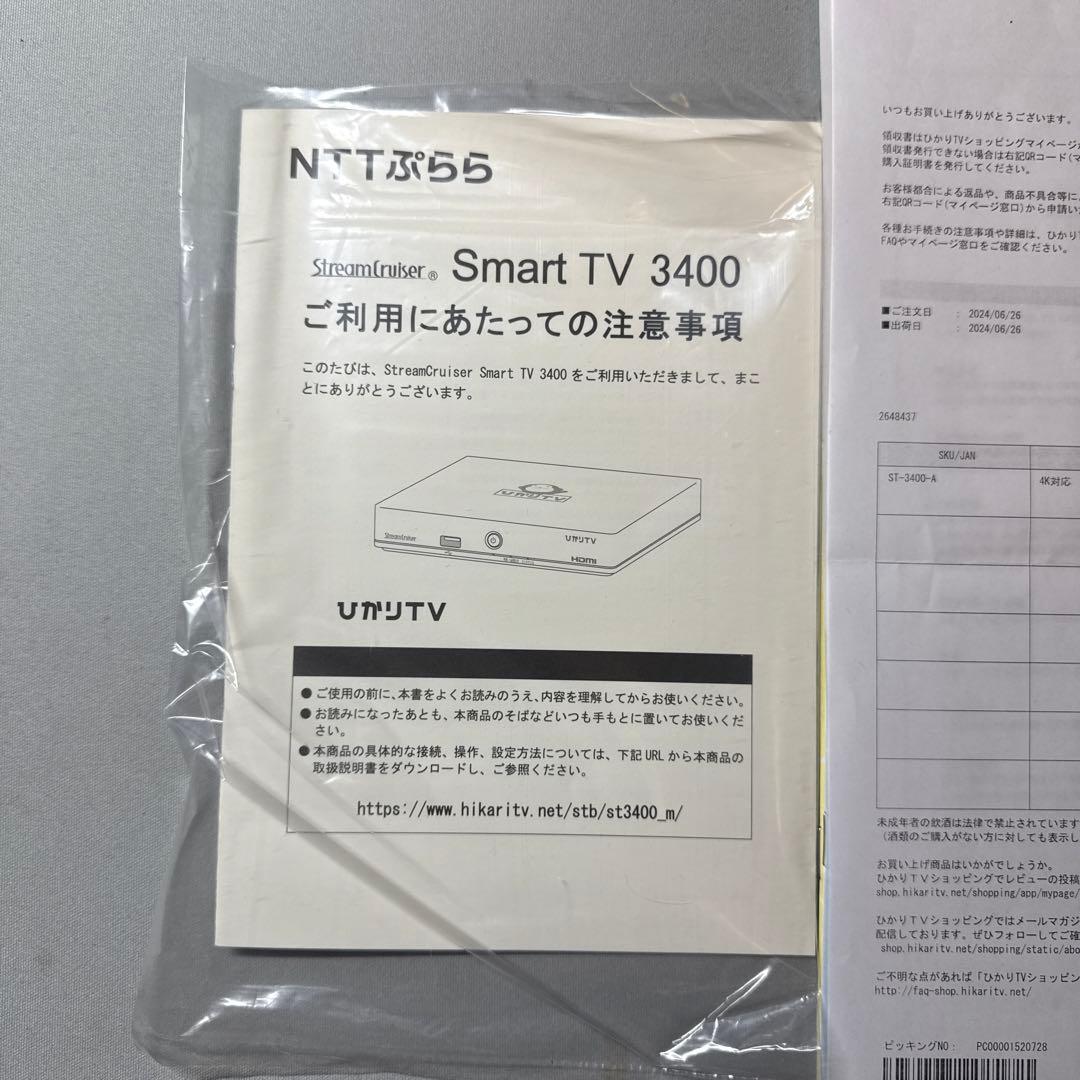 NTTぷらら
StreamCruiser® Smart TV 3400
ご利用にあたっての注意事項
このたびは、StreamCruiser Smart TV 3400 をご利用いただきまして、まこ
とにありがとうございます。
ひかりTV
StreamCruiser
ひかりTV
HDMI
ひかりTV
● ご使用の前に、本書をよくお読みのうえ、内容を理解してからお使いください。
● お読みになったあとも、本商品のそばなどいつも手もとに置いてお使いくだ
さい。
● 本商品の具体的な接続、操作、設定方法については、下記 URL から本商品の
取扱説明書をダウンロードし、ご参照ください。
https://www.hikaritv.net/stb/st3400_m/
いつもお買い上げありがとうございます。
領収書はひかりTVショッピングマイページか
領収書発行できない場合は右記QRコード(マ
購入証明書を発行してください。
お客様都合による返品や、商品不具合等に
右記QRコード(マイページ窓口)から申請い
各種お手続きの注意事項や詳細は、ひかりT
FAQやマイページ窓口をご確認ください。
■ご注文日 : 2024/06/26
■出荷日 : 2024/06/26
2648437
SKU/JAN
ST-3400-A 4K対応
未成年者の飲酒は法律で禁止されています
(酒類のご購入がない方に対しても表示し
お買い上げ商品はいかがでしょうか。
ひかりTVショッピングでレビューの投稿
shop.hikaritv.net/shopping/app/mypage/
ひかりTVショッピングではメールマガジ
配信しております。ぜひフォローしてご確
shop.hikaritv.net/shopping/static/abo
ご不明な点があれば「ひかりTVショッピン
http://faq-shop.hikaritv.net/
ピッキングNO: PC00001520728